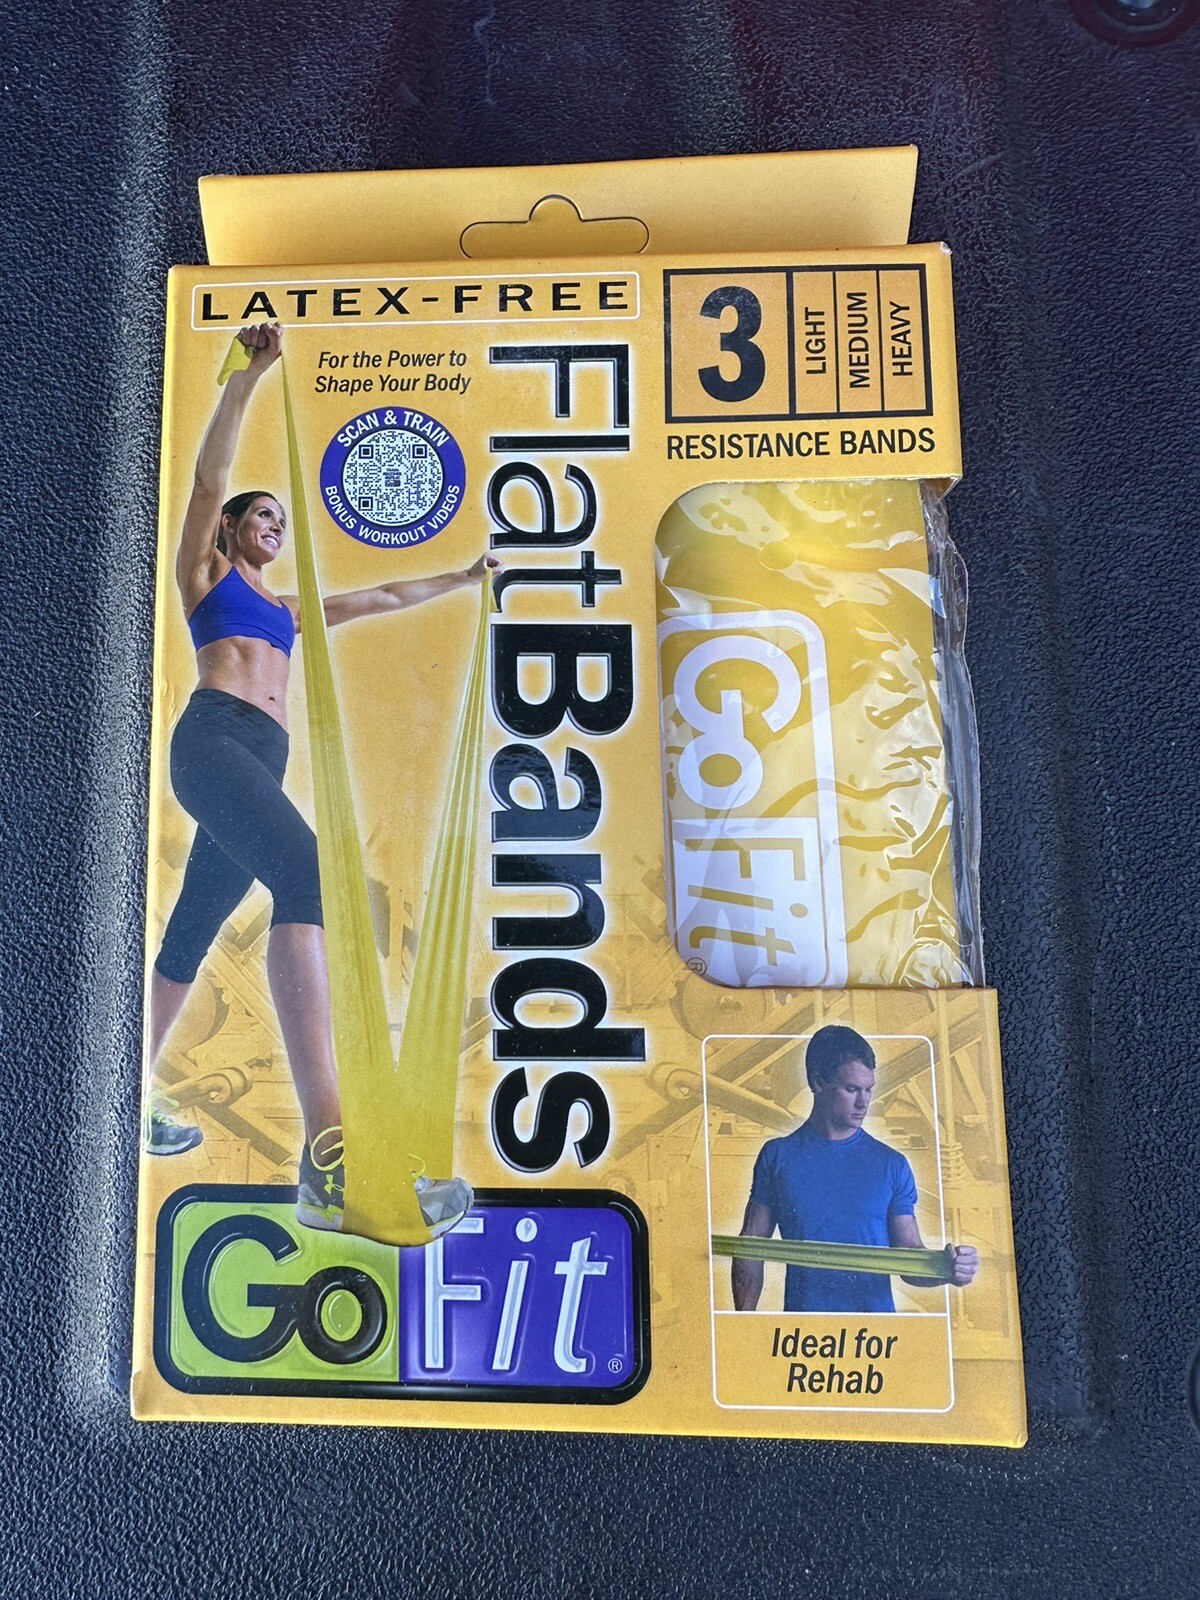 LATEX-FREE
For the Power to
Shape Your Body
SCAN & TRAIN
BONUS WORKOUT VIDEOS
FlatBands
3
LIGHT
MEDIUM
HEAVY
RESISTANCE BANDS
GoFit®
GoFit®
Ideal for
Rehab